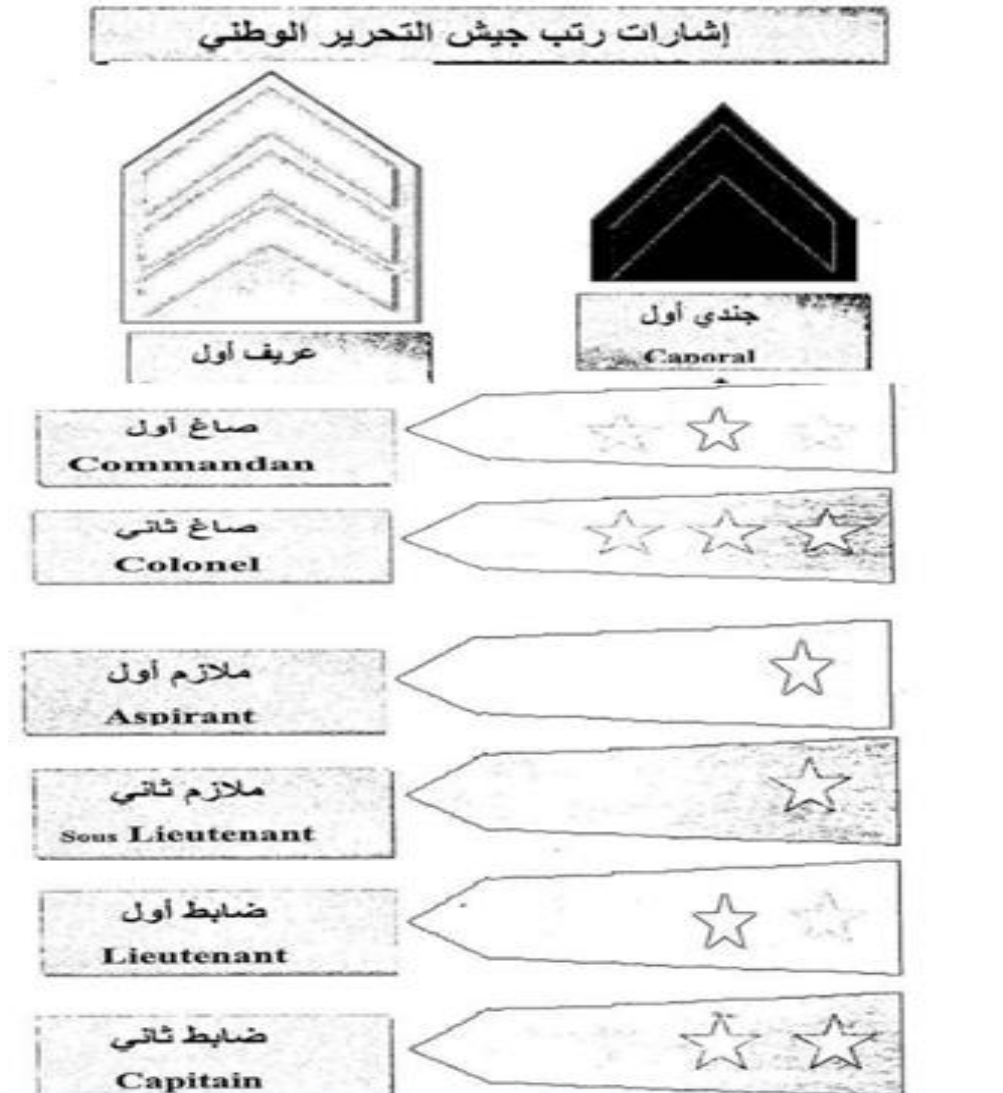 إشارات رتب جيش التحرير الوطني
جندي أول
Caporal
عريف أول
صاغ أول
Commandan
صاغ ثاني
Colonel
ملازم أول
Aspirant
ملازم ثاني
Sous Lieutenant
ضابط أول
Lieutenant
ضابط ثاني
Capitain